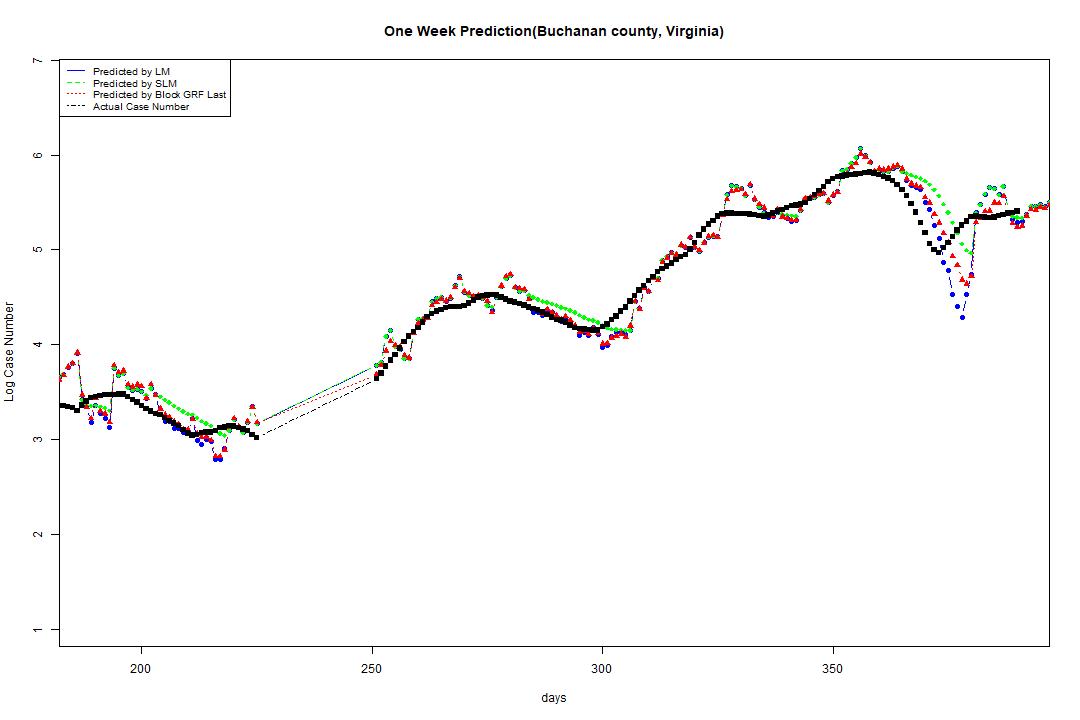 One Week Prediction(Buchanan county, Virginia)
Predicted by LM
Predicted by SLM
Predicted by Block GRF Last
Actual Case Number
7
6
5
4
3
2
1
Log Case Number
200
250
300
350
days